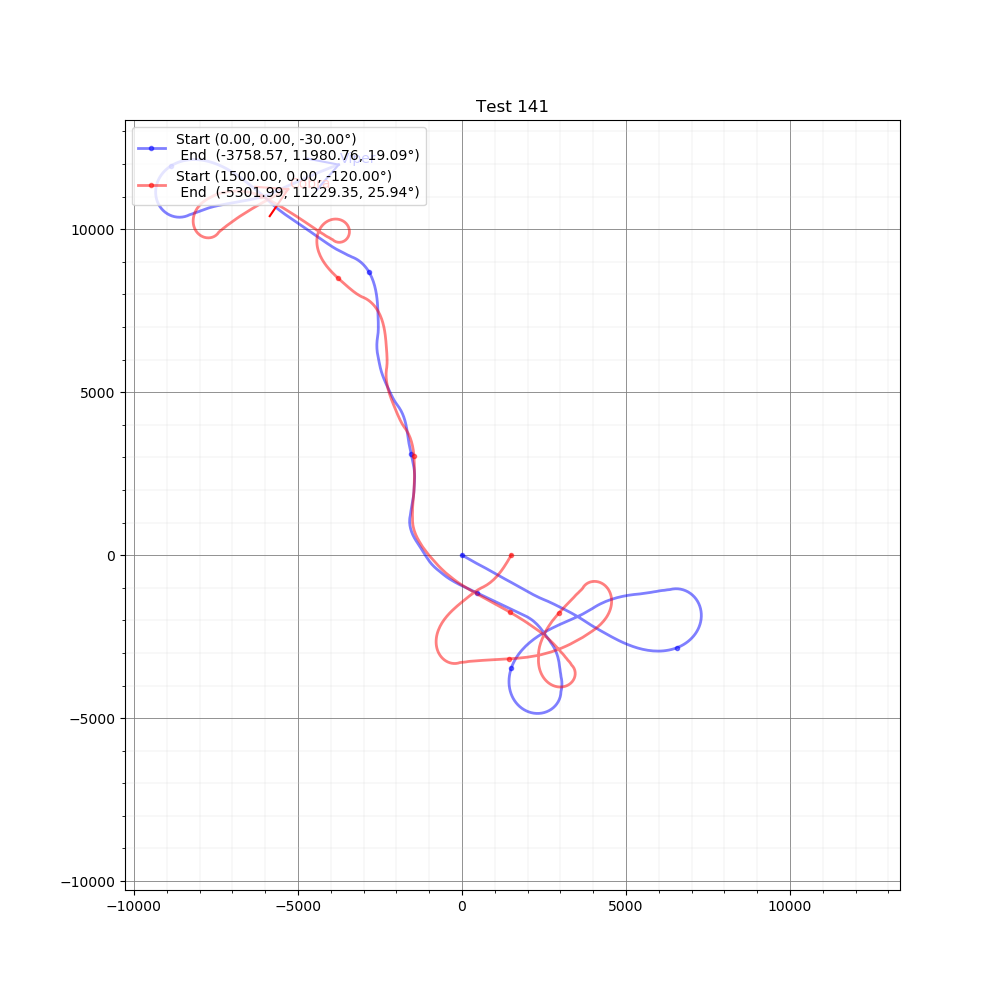 Test 141
Start (0.00, 0.00, -30.00°)
End (-3758.57, 11980.76, 19.09°)
Start (1500.00, 0.00, -120.00°)
End (-5301.99, 11229.35, 25.94°)
10000
5000
0
−5000
−10000
−10000
−5000
0
5000
10000